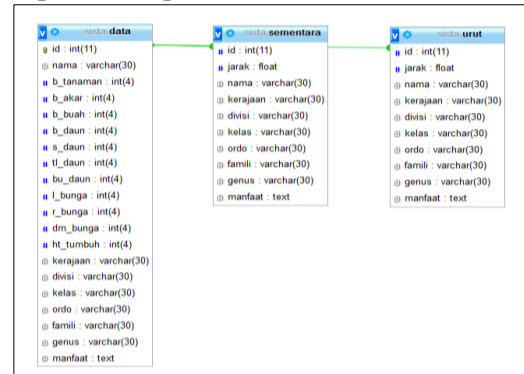 sista data
id : int(11)
nama : varchar(30)
b_tanaman : int(4)
b_akar : int(4)
b_buah : int(4)
b_daun : int(4)
s_daun : int(4)
tl_daun : int(4)
bu_daun : int(4)
l_bunga : int(4)
r_bunga : int(4)
dm_bunga : int(4)
ht_tumbuh : int(4)
kerajaan : varchar(30)
divisi : varchar(30)
kelas : varchar(30)
ordo : varchar(30)
famili : varchar(30)
genus : varchar(30)
manfaat : text
sista sementara
id : int(11)
jarak : float
nama : varchar(30)
kerajaan : varchar(30)
divisi : varchar(30)
kelas : varchar(30)
ordo : varchar(30)
famili : varchar(30)
genus : varchar(30)
manfaat : text
sista urut
id : int(11)
jarak : float
nama : varchar(30)
kerajaan : varchar(30)
divisi : varchar(30)
kelas : varchar(30)
ordo : varchar(30)
famili : varchar(30)
genus : varchar(30)
manfaat : text